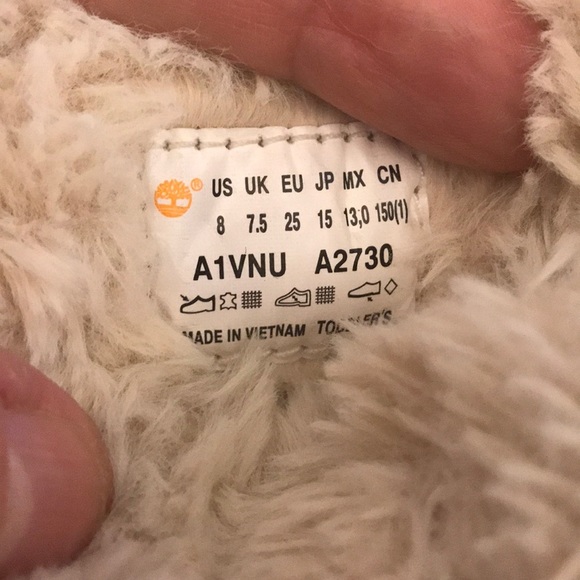 ® US UK EU JP MX CN
8 7.5 25 15 13,0 150(1)
A1VNU A2730
MADE IN VIETNAM TODDLER'S